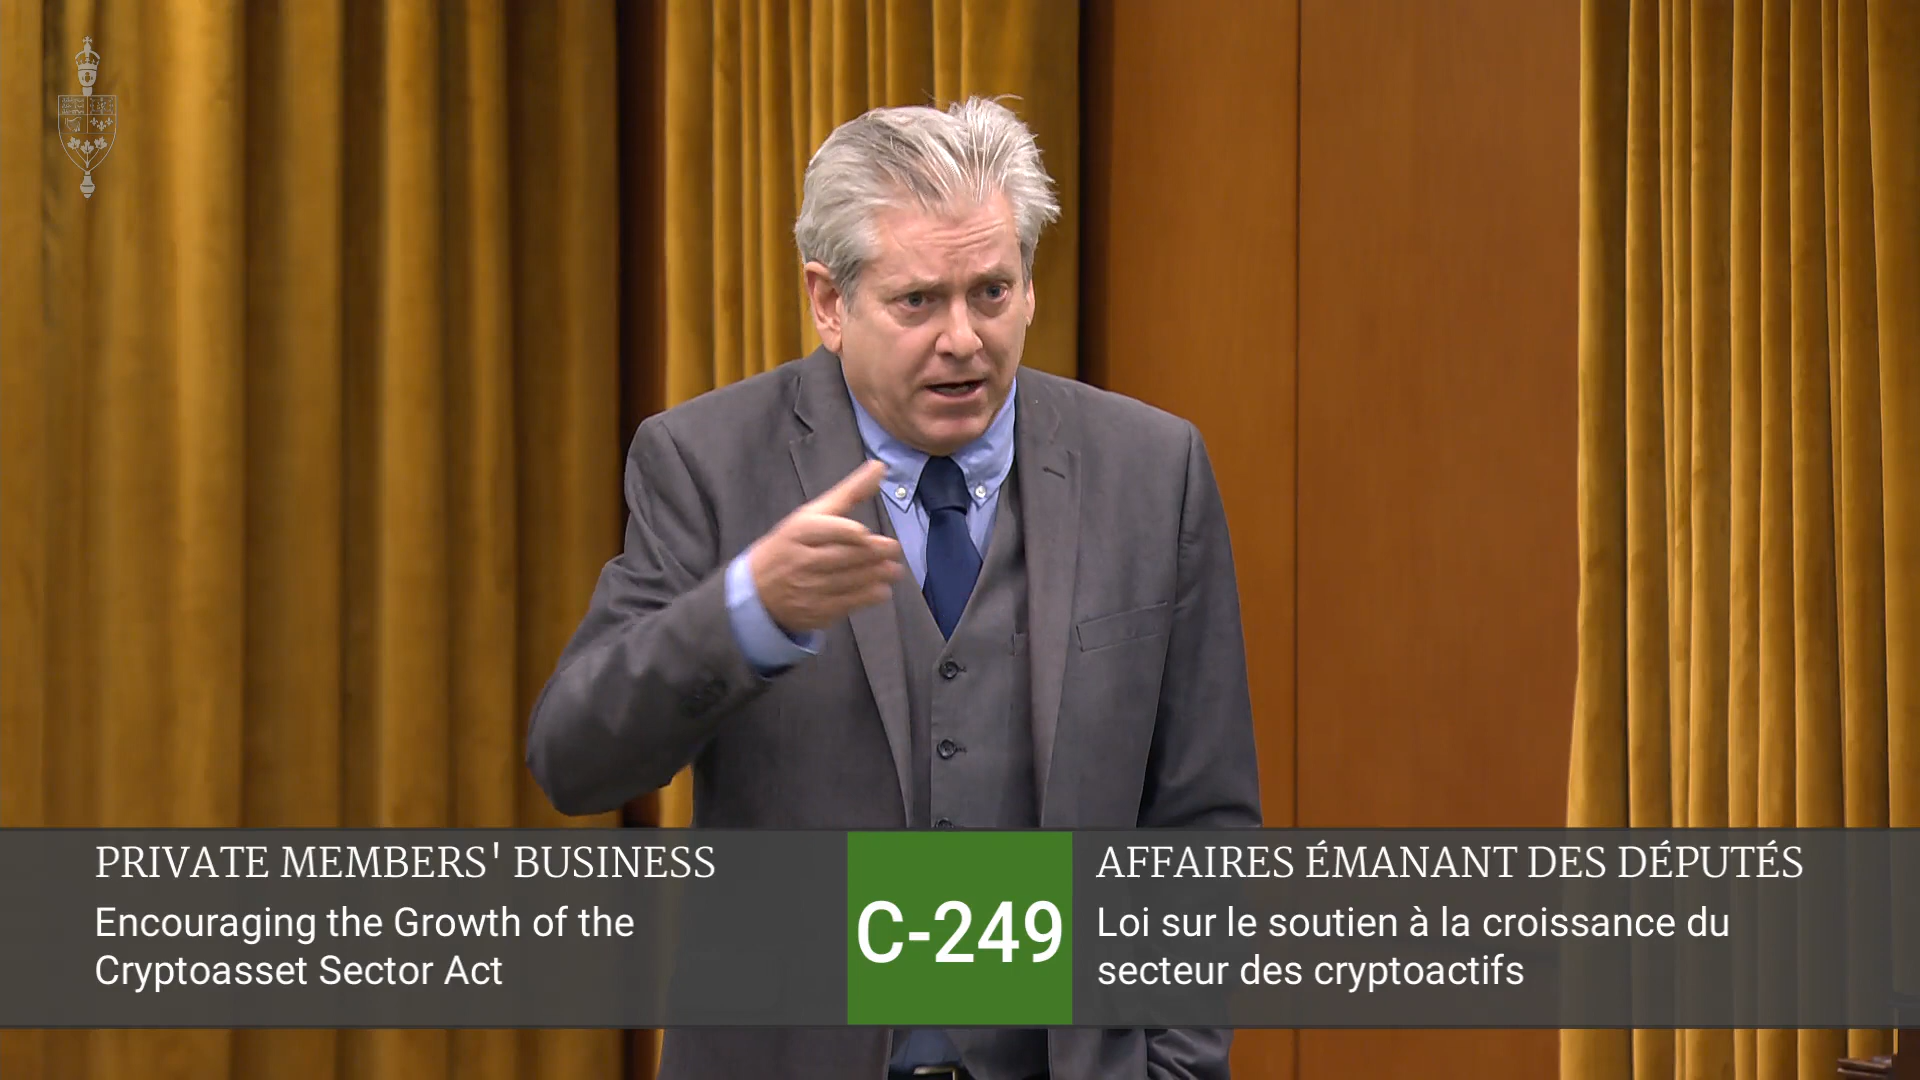 PRIVATE MEMBERS' BUSINESS
Encouraging the Growth of the
Cryptoasset Sector Act
C-249
AFFAIRES ÉMANANT DES DÉPUTÉS
Loi sur le soutien à la croissance du
secteur des cryptoactifs